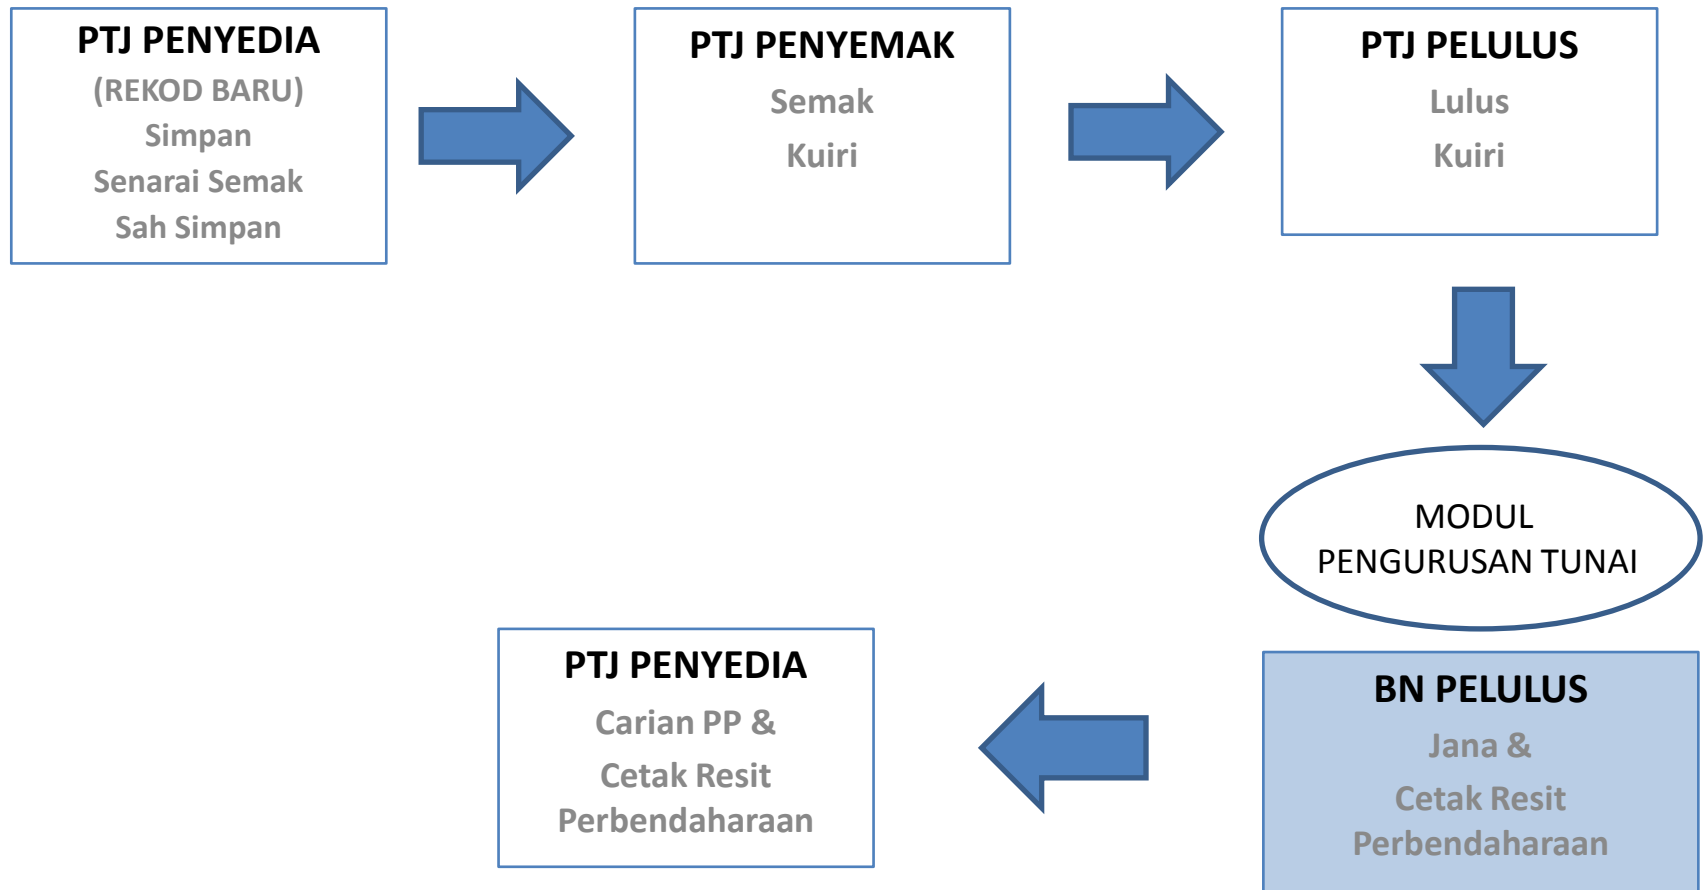 PTJ PENYEDIA
(REKOD BARU)
Simpan
Senarai Semak
Sah Simpan
PTJ PENYEMAK
Semak
Kuiri
PTJ PELULUS
Lulus
Kuiri
MODUL
PENGURUSAN TUNAI
BN PELULUS
Jana &
Cetak Resit
Perbendaharaan
PTJ PENYEDIA
Carian PP &
Cetak Resit
Perbendaharaan